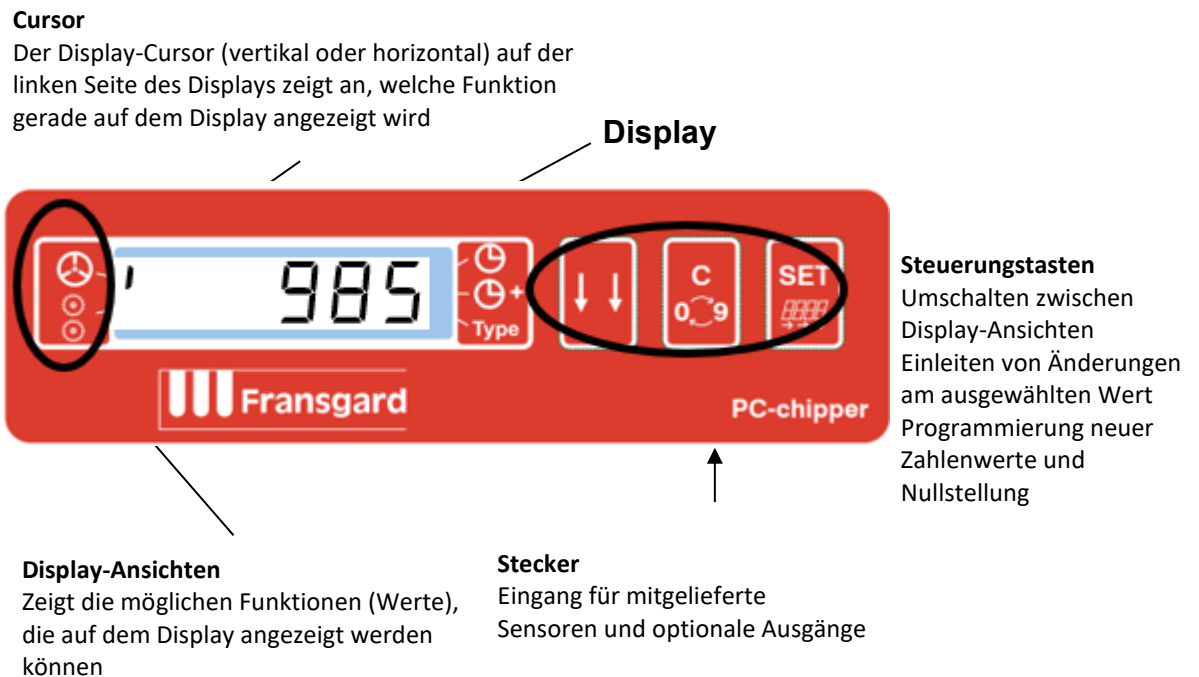 Cursor
Der Display-Cursor (vertikal oder horizontal) auf der
linken Seite des Displays zeigt an, welche Funktion
gerade auf dem Display angezeigt wird
Display
' 985
+
Type
C
0 9
SET
Fransgard
PC-chipper
Steuerungstasten
Umschalten zwischen
Display-Ansichten
Einleiten von Änderungen
am ausgewählten Wert
Programmierung neuer
Zahlenwerte und
Nullstellung
Display-Ansichten
Zeigt die möglichen Funktionen (Werte),
die auf dem Display angezeigt werden
können
Stecker
Eingang für mitgelieferte
Sensoren und optionale Ausgänge